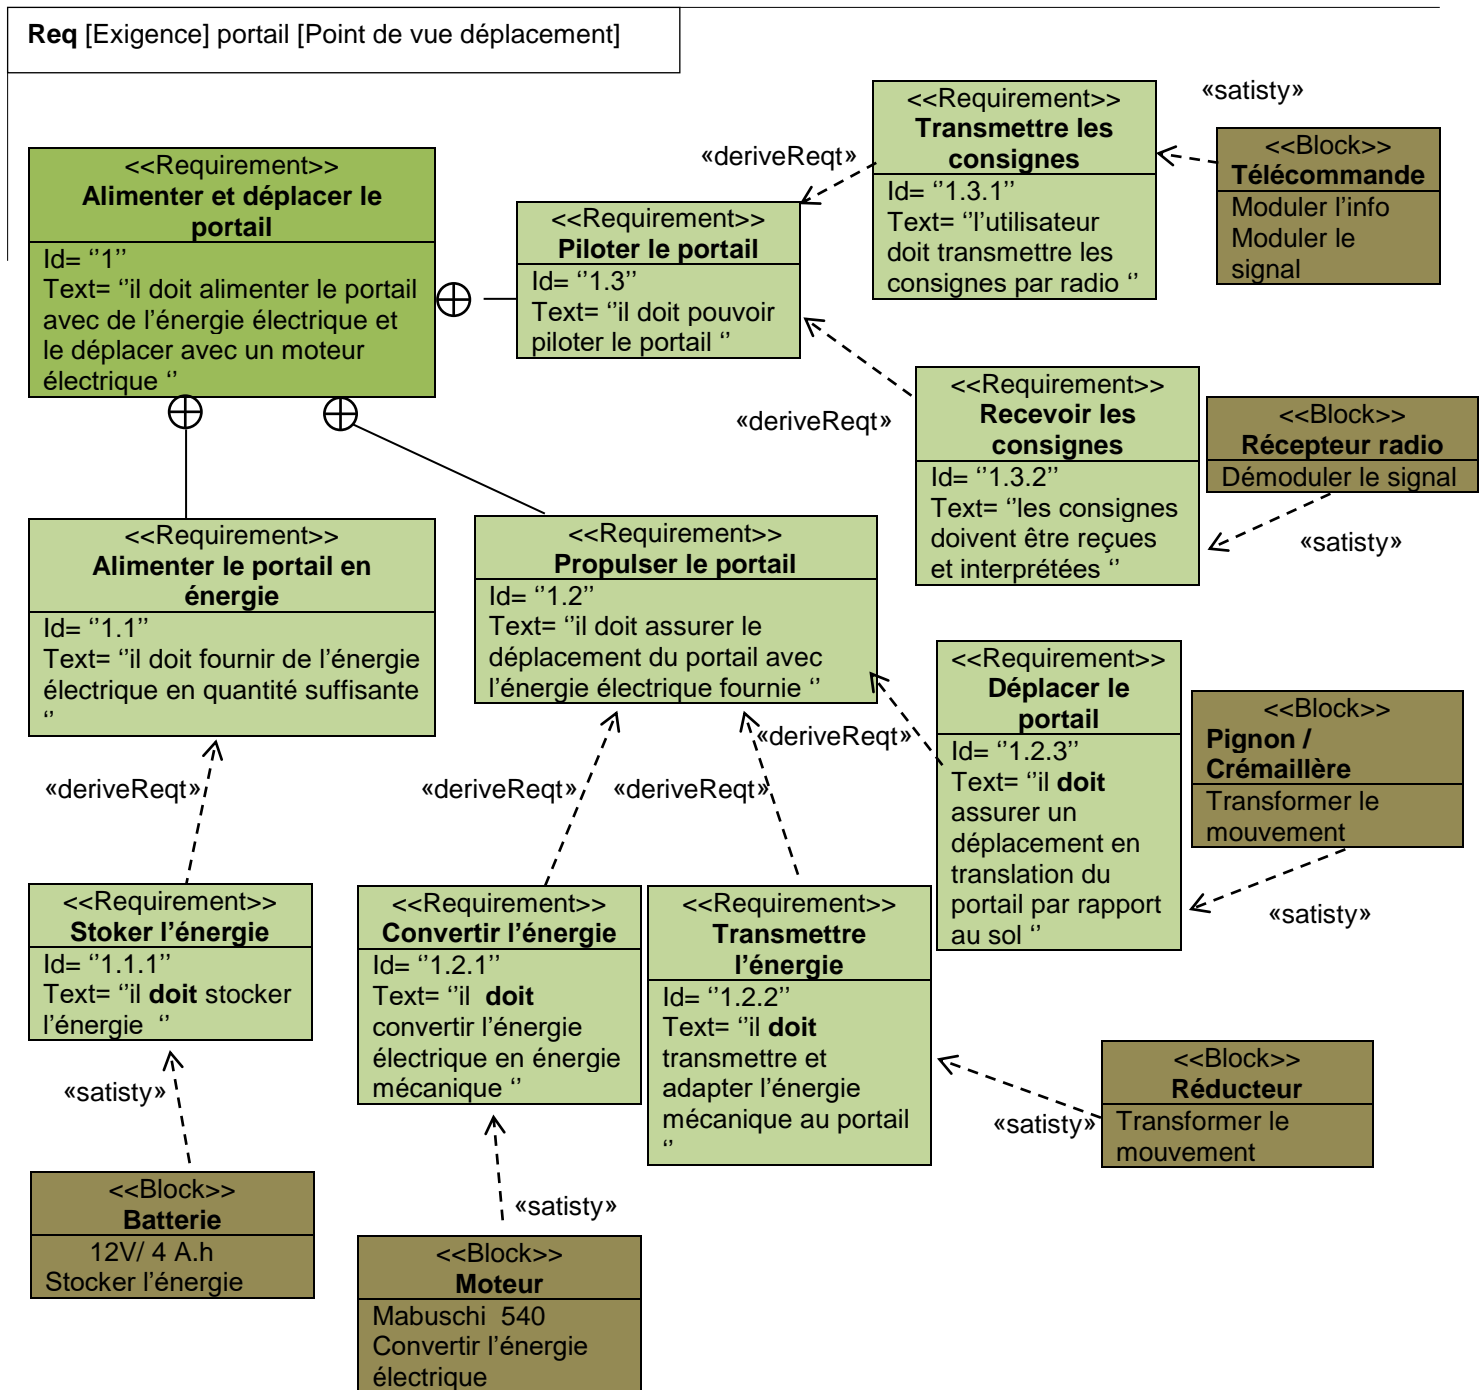 Req [Exigence] portail [Point de vue déplacement]
<<Requirement>>
Alimenter et déplacer le
portail
Id= ‘’1’’
Text= ‘’il doit alimenter le portail
avec de l’énergie électrique et
le déplacer avec un moteur
électrique ‘’
«deriveReqt»
<<Requirement>>
Piloter le portail
Id= ‘’1.3’’
Text= ‘’il doit pouvoir
piloter le portail ‘’
<<Requirement>>
Transmettre les
consignes
Id= ‘’1.3.1’’
Text= ‘’l’utilisateur
doit transmettre les
consignes par radio ‘’
«satisty»
<<Block>>
Télécommande
Moduler l’info
Moduler le
signal
«deriveReqt»
<<Requirement>>
Recevoir les
consignes
Id= ‘’1.3.2’’
Text= ‘’les consignes
doivent être reçues
et interprétées ‘’
<<Block>>
Récepteur radio
Démoduler le signal
«satisty»
<<Requirement>>
Alimenter le portail en
énergie
Id= ‘’1.1’’
Text= ‘’il doit fournir de l’énergie
électrique en quantité suffisante
‘’
<<Requirement>>
Propulser le portail
Id= ‘’1.2’’
Text= ‘’il doit assurer le
déplacement du portail avec
l’énergie électrique fournie ‘’
«deriveReqt»
<<Requirement>>
Déplacer le
portail
Id= ‘’1.2.3’’
Text= ‘’il doit
assurer un
déplacement en
translation du
portail par rapport
au sol ‘’
<<Block>>
Pignon /
Crémaillère
Transformer le
mouvement
«satisty»
«deriveReqt»
«deriveReqt»
«deriveReqt»
<<Requirement>>
Stoker l’énergie
Id= ‘’1.1.1’’
Text= ‘’il doit stocker
l’énergie ‘’
<<Requirement>>
Convertir l’énergie
Id= ‘’1.2.1’’
Text= ‘’il doit
convertir l’énergie
électrique en énergie
mécanique ‘’
<<Requirement>>
Transmettre
l’énergie
Id= ‘’1.2.2’’
Text= ‘’il doit
transmettre et
adapter l’énergie
mécanique au portail
‘’
«satisty»
<<Block>>
Réducteur
Transformer le
mouvement
«satisty»
<<Block>>
Batterie
12V/ 4 A.h
Stocker l’énergie
«satisty»
<<Block>>
Moteur
Mabuschi 540
Convertir l’énergie
électrique